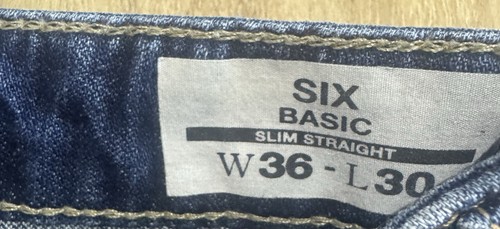 SIX
BASIC
SLIM STRAIGHT
W36 - L30